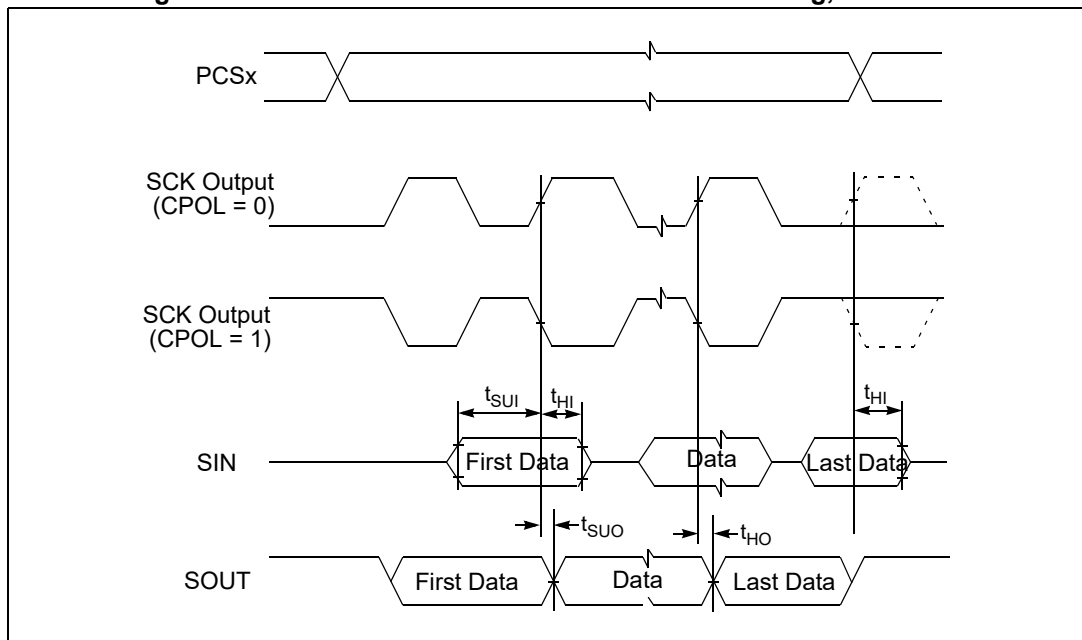 PCSx
SCK Output
(CPOL = 0)
SCK Output
(CPOL = 1)
tSUI
tHI
tHI
SIN
First Data
Data
Last Data
tSUO
tHO
SOUT
First Data
Data
Last Data